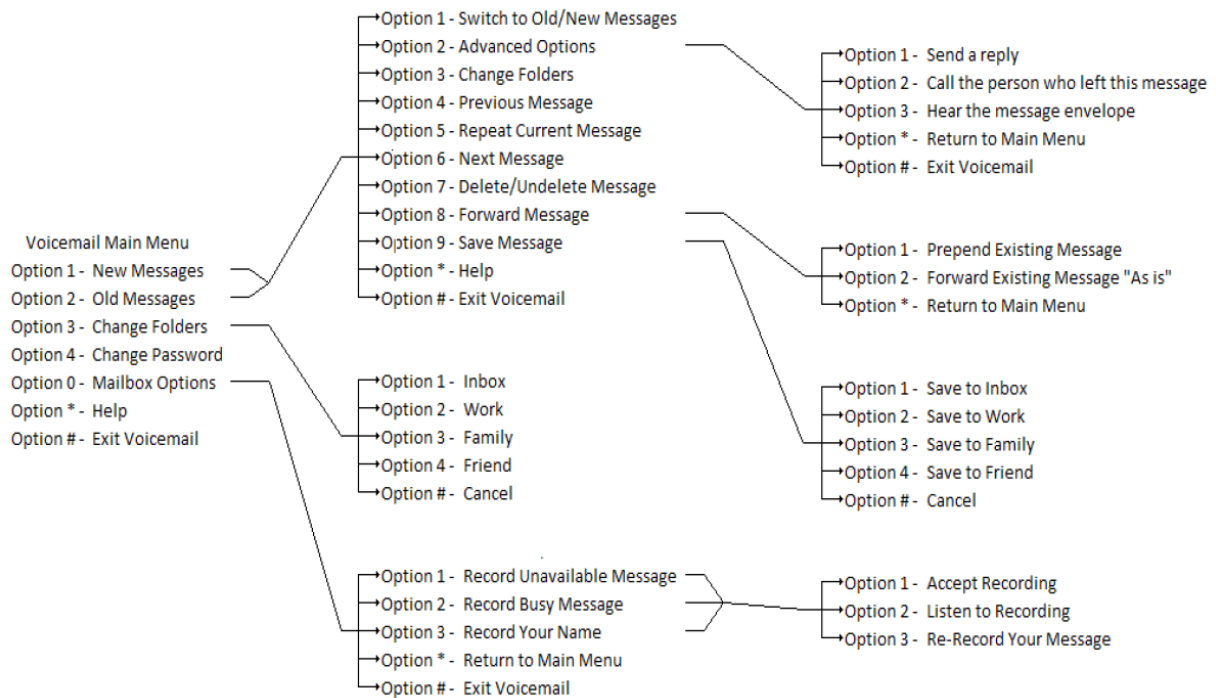 Voicemail Main Menu
Option 1 - New Messages
Option 2 - Old Messages
Option 3 - Change Folders
Option 4 - Change Password
Option 0 - Mailbox Options
Option * - Help
Option # - Exit Voicemail
Option 1 - Switch to Old/New Messages
Option 2 - Advanced Options
Option 3 - Change Folders
Option 4 - Previous Message
Option 5 - Repeat Current Message
Option 6 - Next Message
Option 7 - Delete/Undelete Message
Option 8 - Forward Message
Option 9 - Save Message
Option * - Help
Option # - Exit Voicemail
Option 1 - Send a reply
Option 2 - Call the person who left this message
Option 3 - Hear the message envelope
Option * - Return to Main Menu
Option # - Exit Voicemail
Option 1 - Prepend Existing Message
Option 2 - Forward Existing Message "As is"
Option * - Return to Main Menu
Option 1 - Save to Inbox
Option 2 - Save to Work
Option 3 - Save to Family
Option 4 - Save to Friend
Option # - Cancel
Option 1 - Inbox
Option 2 - Work
Option 3 - Family
Option 4 - Friend
Option # - Cancel
Option 1 - Record Unavailable Message
Option 2 - Record Busy Message
Option 3 - Record Your Name
Option * - Return to Main Menu
Option # - Exit Voicemail
Option 1 - Accept Recording
Option 2 - Listen to Recording
Option 3 - Re-Record Your Message